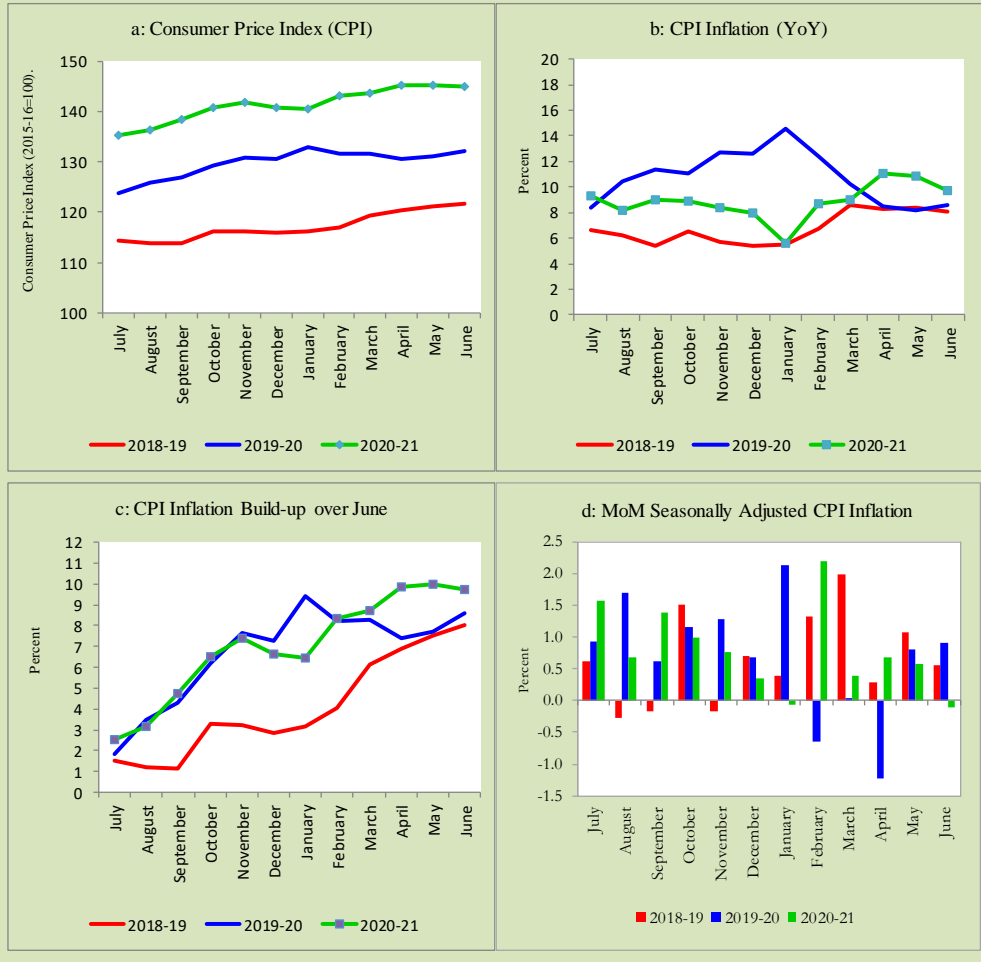 a: Consumer Price Index (CPI)
Consumer Price Index (2015-16=100).
150
140
130
120
110
100
July
August
September
October
November
December
January
February
March
April
May
June
2018-19
2019-20
2020-21
b: CPI Inflation (YoY)
Percent
20
18
16
14
12
10
8
6
4
2
0
July
August
September
October
November
December
January
February
March
April
May
June
2018-19
2019-20
2020-21
c: CPI Inflation Build-up over June
Percent
12
11
10
9
8
7
6
5
4
3
2
1
0
July
August
September
October
November
December
January
February
March
April
May
June
2018-19
2019-20
2020-21
d: MoM Seasonally Adjusted CPI Inflation
Percent
2.5
2.0
1.5
1.0
0.5
0.0
-0.5
-1.0
-1.5
July
August
September
October
November
December
January
February
March
April
May
June
2018-19
2019-20
2020-21